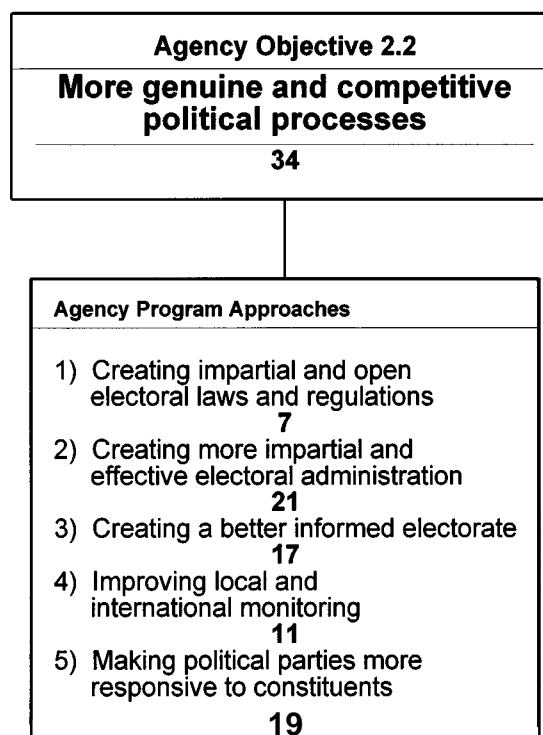 Agency Objective 2.2
More genuine and competitive
political processes
34
Agency Program Approaches
1) Creating impartial and open
electoral laws and regulations
7
2) Creating more impartial and
effective electoral administration
21
3) Creating a better informed electorate
17
4) Improving local and
international monitoring
11
5) Making political parties more
responsive to constituents
19